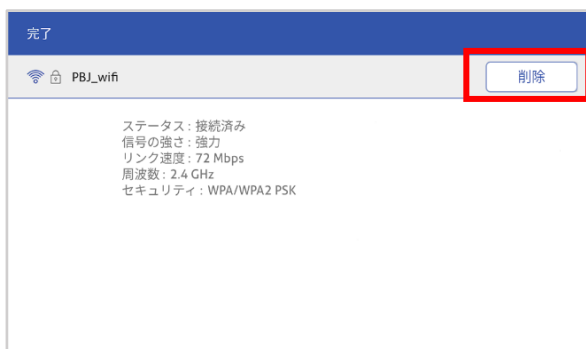 完了
PBJ_wifi
削除
ステータス : 接続済み
信号の強さ : 強力
リンク速度 : 72 Mbps
周波数 : 2.4 GHz
セキュリティ : WPA/WPA2 PSK